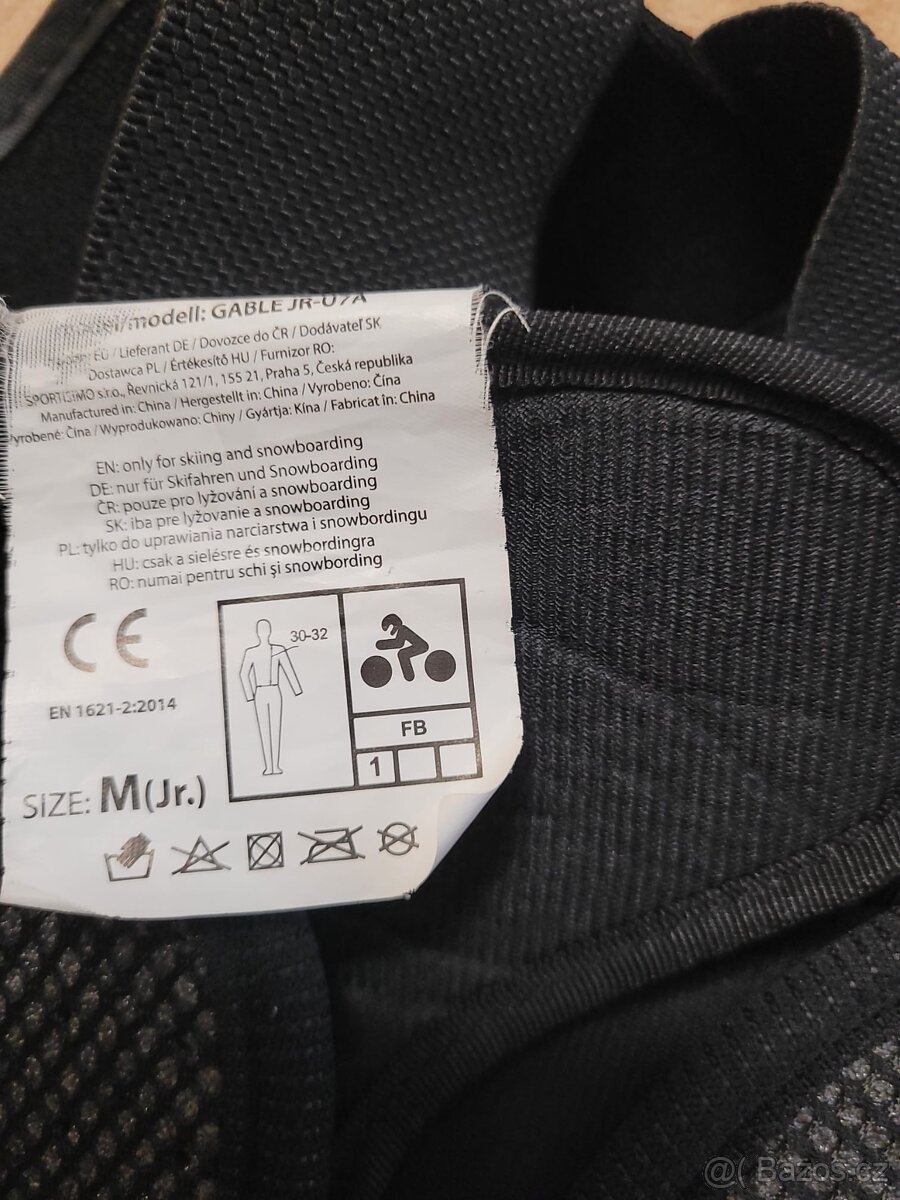 modell: GABLE JR-07A
EU / Lieferant DE / Dovozce do ČR / Dodávateľ SK
Dostawca PL / Értékesítő HU / Furnizor RO:
SPORTISIMO s.r.o., Řevnická 121/1, 155 21, Praha 5, Česká republika
Manufactured in: China / Hergestellt in: China / Vyrobeno: Čína
Vyrobené: Čína / Wyprodukowano: Chiny / Gyártja: Kína / Fabricat în: China
EN: only for skiing and snowboarding
DE: nur für Skifahren und Snowboarding
ČR: pouze pro lyžování a snowboarding
SK: iba pre lyžovanie a snowboarding
PL: tylko do uprawiania narciarstwa i snowbordingu
HU: csak a sielésre és snowbordingra
RO: numai pentru schi şi snowbording
CE
30-32
EN 1621-2:2014
FB
1
SIZE: M(Jr.)
@( Bazos.cz